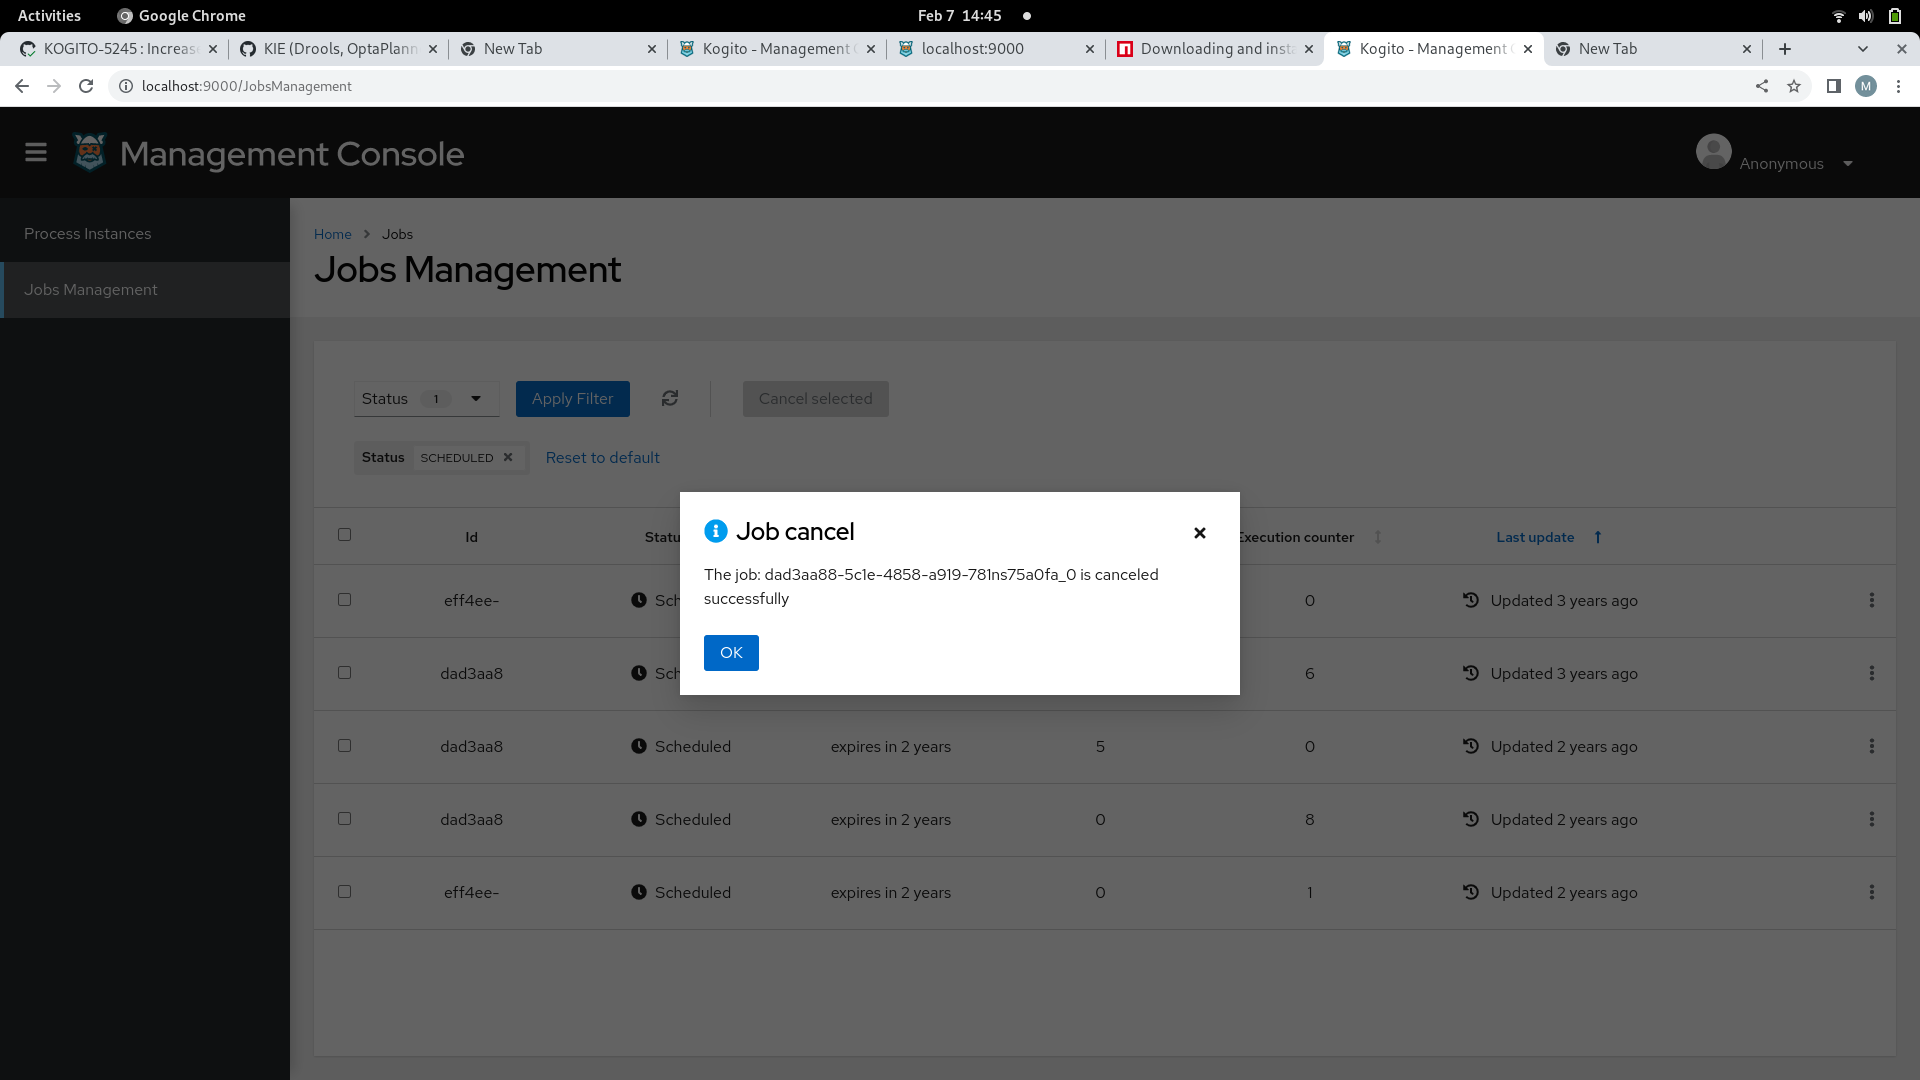 Activities
Google Chrome
Feb 7 14:45
KOGITO-5245 : Increas
KIE (Drools, OptaPlann
New Tab
Kogito - Management C
localhost:9000
Downloading and insta
Kogito - Management C
New Tab
localhost:9000/JobsManagement
M
Management Console
Anonymous
Process Instances
Jobs Management
Home > Jobs
Jobs Management
Status 1
Apply Filter
Cancel selected
Status SCHEDULED
Reset to default
Id Statu Execution counter Last update
Job cancel
The job: dad3aa88-5c1e-4858-a919-781ns75a0fa_0 is canceled
successfully
OK
eff4ee- Sch 0 Updated 3 years ago
dad3aa8 Sch 6 Updated 3 years ago
dad3aa8 Scheduled expires in 2 years 5 0 Updated 2 years ago
dad3aa8 Scheduled expires in 2 years 0 8 Updated 2 years ago
eff4ee- Scheduled expires in 2 years 0 1 Updated 2 years ago